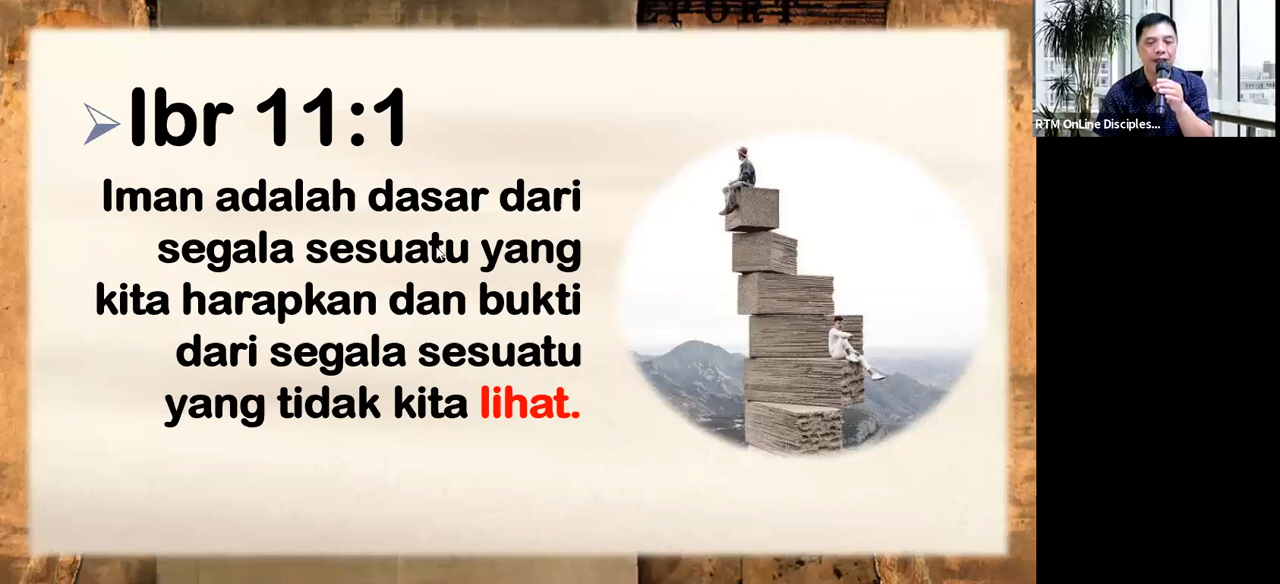 Ibr 11:1
Iman adalah dasar dari
segala sesuatu yang
kita harapkan dan bukti
dari segala sesuatu
yang tidak kita lihat.
RTM OnLine Disciples...